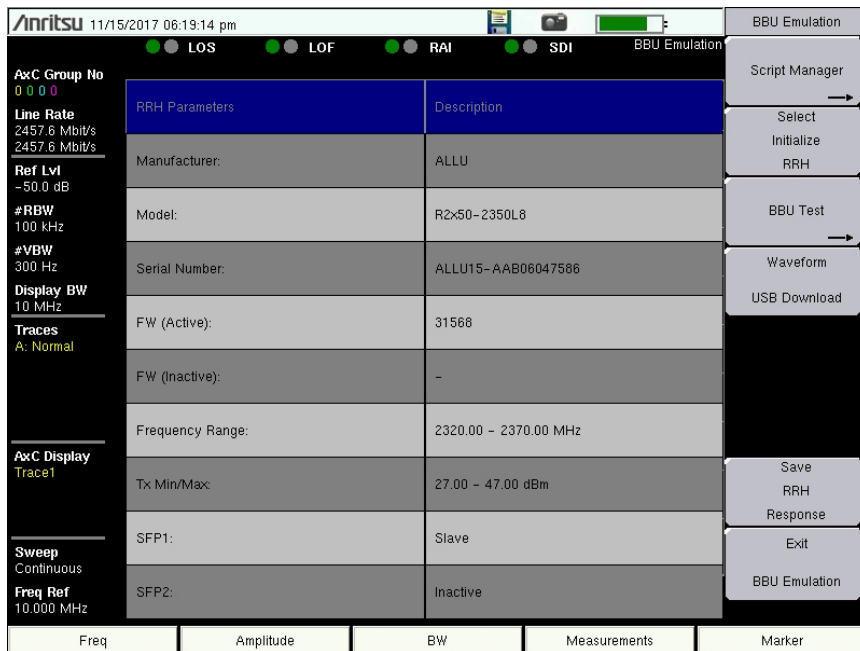 Anritsu 11/15/2017 06:19:14 pm
BBU Emulation
LOS LOF RAI SDI BBU Emulation
AxC Group No
0 0 0 0
Line Rate
2457.6 Mbit/s
2457.6 Mbit/s
Ref Lvl
-50.0 dB
#RBW
100 kHz
#VBW
300 Hz
Display BW
10 MHz
Traces
A: Normal
AxC Display
Trace1
Sweep
Continuous
Freq Ref
10.000 MHz
RRH Parameters Description
Manufacturer: ALLU
Model: R2x50-2350L8
Serial Number: ALLU15-AAB06047586
FW (Active): 31568
FW (Inactive): -
Frequency Range: 2320.00 - 2370.00 MHz
Tx Min/Max: 27.00 - 47.00 dBm
SFP1: Slave
SFP2: Inactive
Script Manager
Select
Initialize
RRH
BBU Test
Waveform
USB Download
Save
RRH
Response
Exit
BBU Emulation
Freq Amplitude BW Measurements Marker